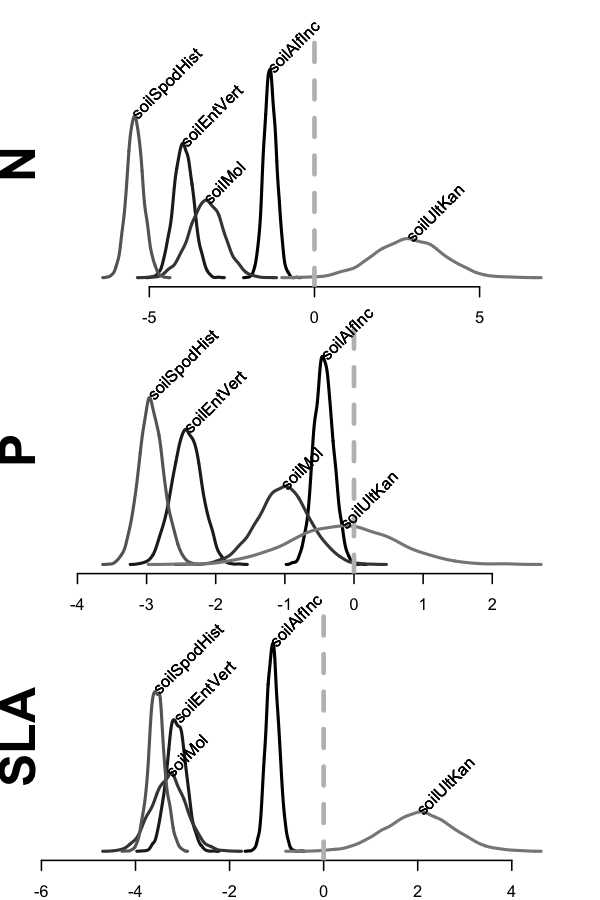 N
soilSpodHist
soilEntVert
soilMol
soilAlfInc
soilUltKan
-5 0 5
P
soilSpodHist
soilEntVert
soilMol
soilAlfInc
soilUltKan
-4 -3 -2 -1 0 1 2
SLA
soilSpodHist
soilEntVert
soilMol
soilAlfInc
soilUltKan
-6 -4 -2 0 2 4